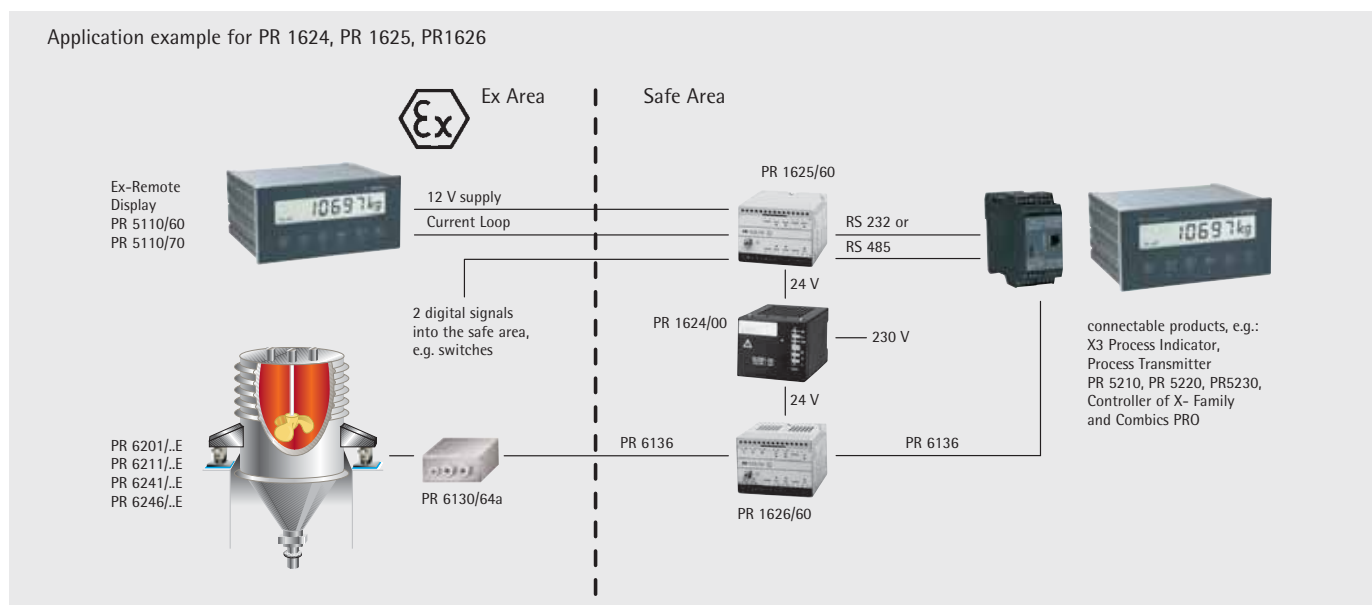 Application example for PR 1624, PR 1625, PR1626
Ex
Ex Area
Safe Area
Ex-Remote
Display
PR 5110/60
PR 5110/70
10697kg
12 V supply
Current Loop
PR 1625/60
RS 232 or
RS 485
10697kg
2 digital signals
into the safe area,
e.g. switches
24 V
PR 1624/00
230 V
24 V
connectable products, e.g.:
X3 Process Indicator,
Process Transmitter
PR 5210, PR 5220, PR5230,
Controller of X- Family
and Combics PRO
PR 6201/..E
PR 6211/..E
PR 6241/..E
PR 6246/..E
PR 6130/64a
PR 6136
PR 6136
PR 1626/60